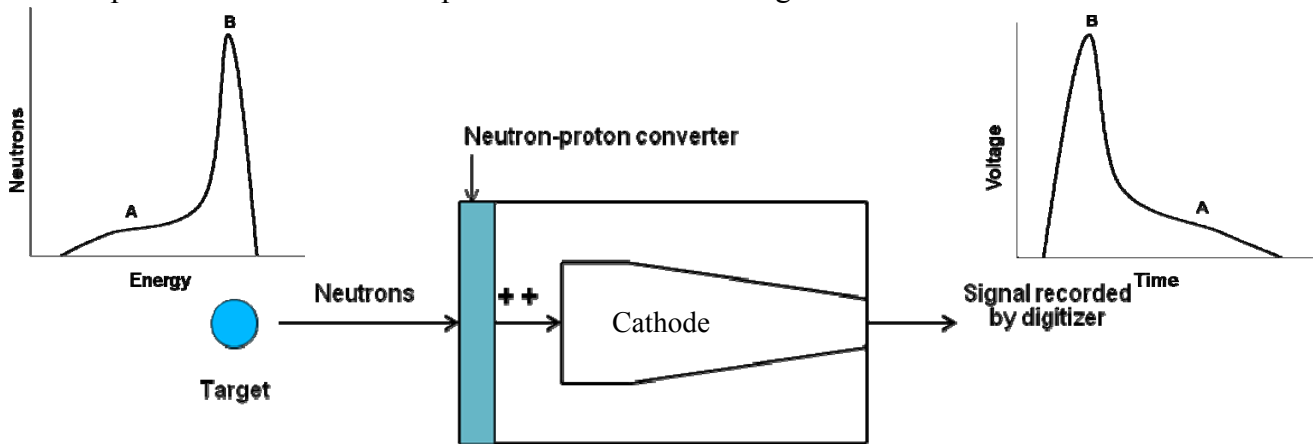 B
B
Neutrons
A
Energy
Neutron-proton converter
Voltage
A
Time
Neutrons
+ +
Cathode
Signal recorded
by digitizer
Target